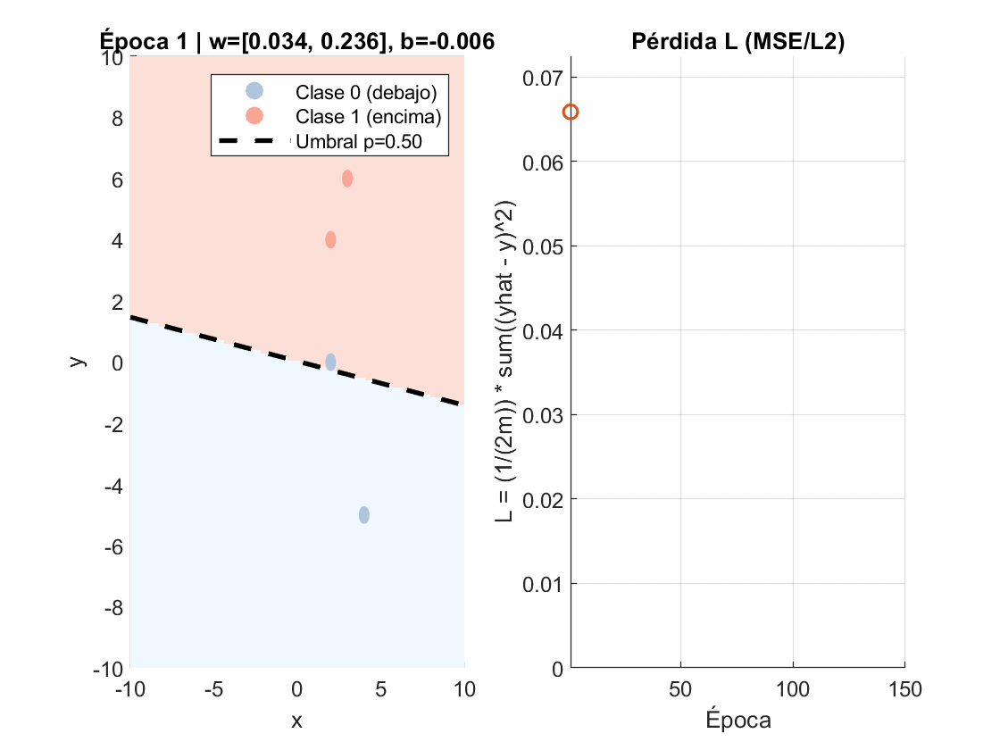 Época 1 | w=[0.034, 0.236], b=-0.006
10
8
6
4
2
0
-2
-4
-6
-8
-10
y
Clase 0 (debajo)
Clase 1 (encima)
Umbral p=0.50
-10 -5 0 5 10
x
Pérdida L (MSE/L2)
L = (1/(2m)) * sum((yhat - y)^2)
0.07
0.06
0.05
0.04
0.03
0.02
0.01
0
50 100 150
Época